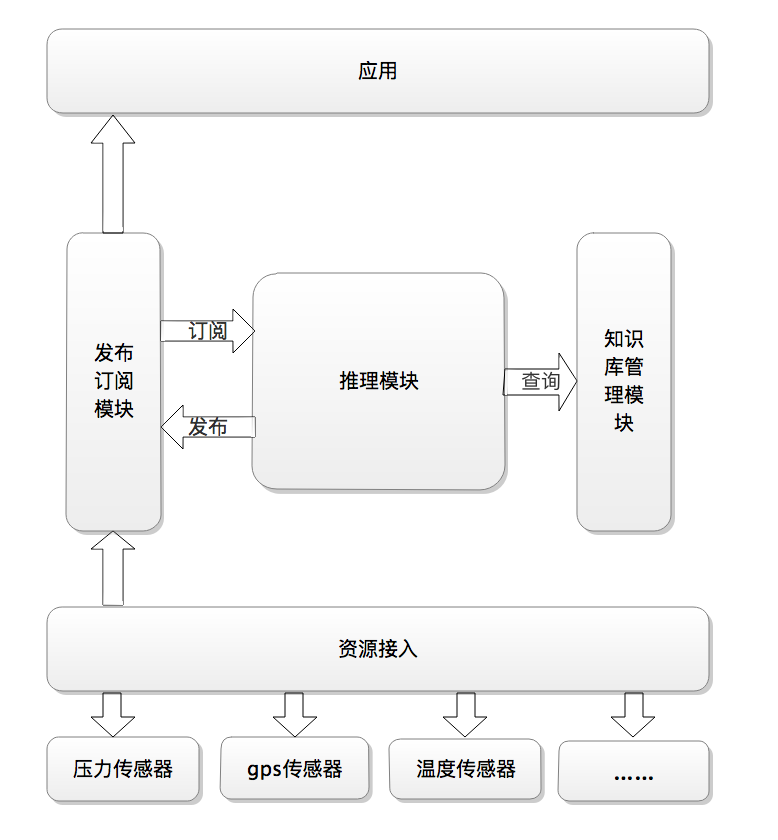 应用
发布
订阅
模块
订阅
发布
推理模块
查询
知识
库管
理模
块
资源接入
压力传感器
gps传感器
温度传感器
……